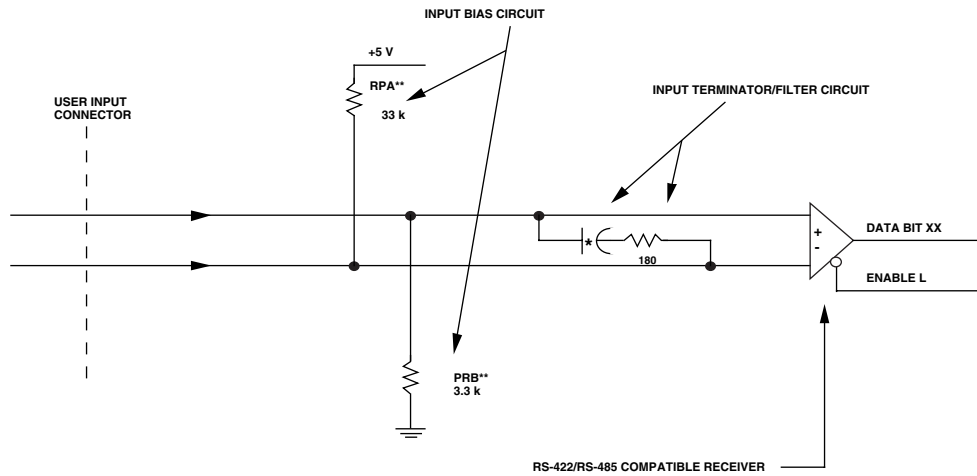 INPUT BIAS CIRCUIT
+5 V
RPA**
33 k
INPUT TERMINATOR/FILTER CIRCUIT
USER INPUT
CONNECTOR
*
180
+
-
DATA BIT XX
ENABLE L
PRB**
3.3 k
RS-422/RS-485 COMPATIBLE RECEIVER